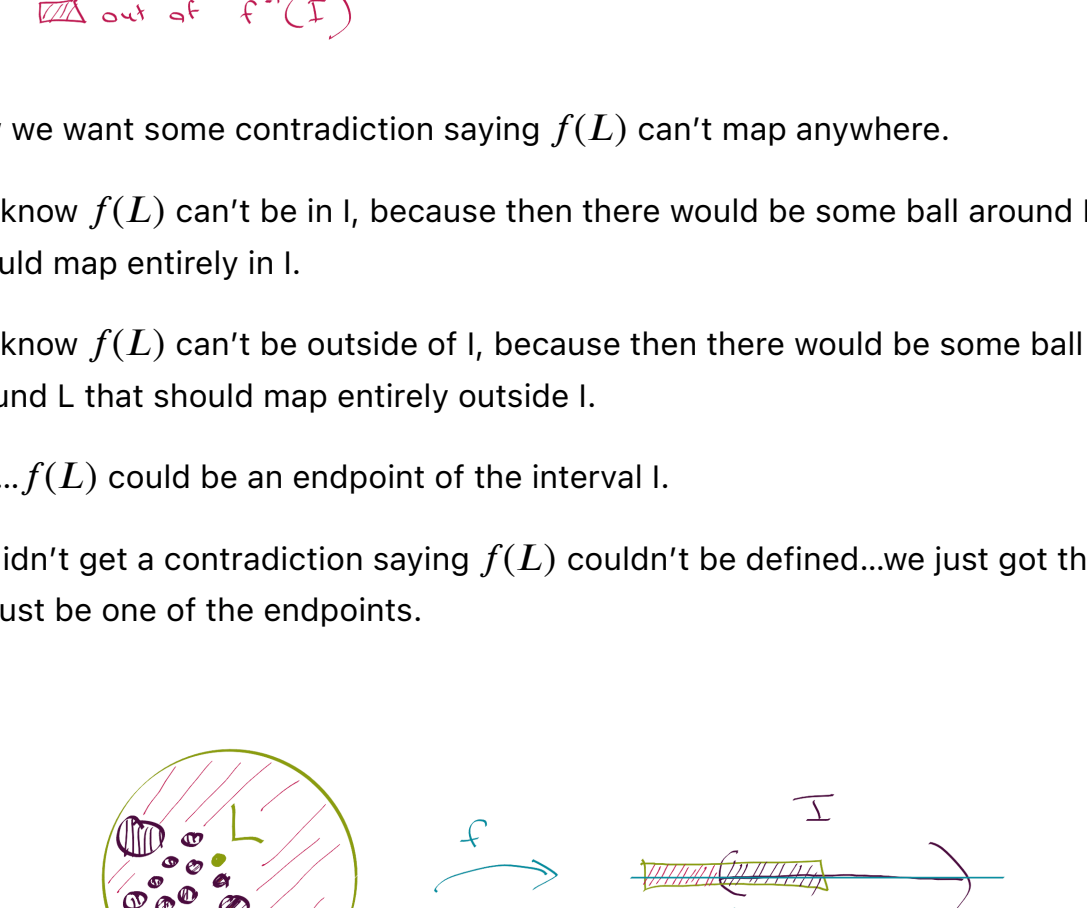 out of f⁻¹(I)
we want some contradiction saying f(L) can't map anywhere.
know f(L) can't be in I, because then there would be some ball around
uld map entirely in I.
know f(L) can't be outside of I, because then there would be some ball
und L that should map entirely outside I.
...f(L) could be an endpoint of the interval I.
idn't get a contradiction saying f(L) couldn't be defined...we just got th
ust be one of the endpoints.
I
L
f